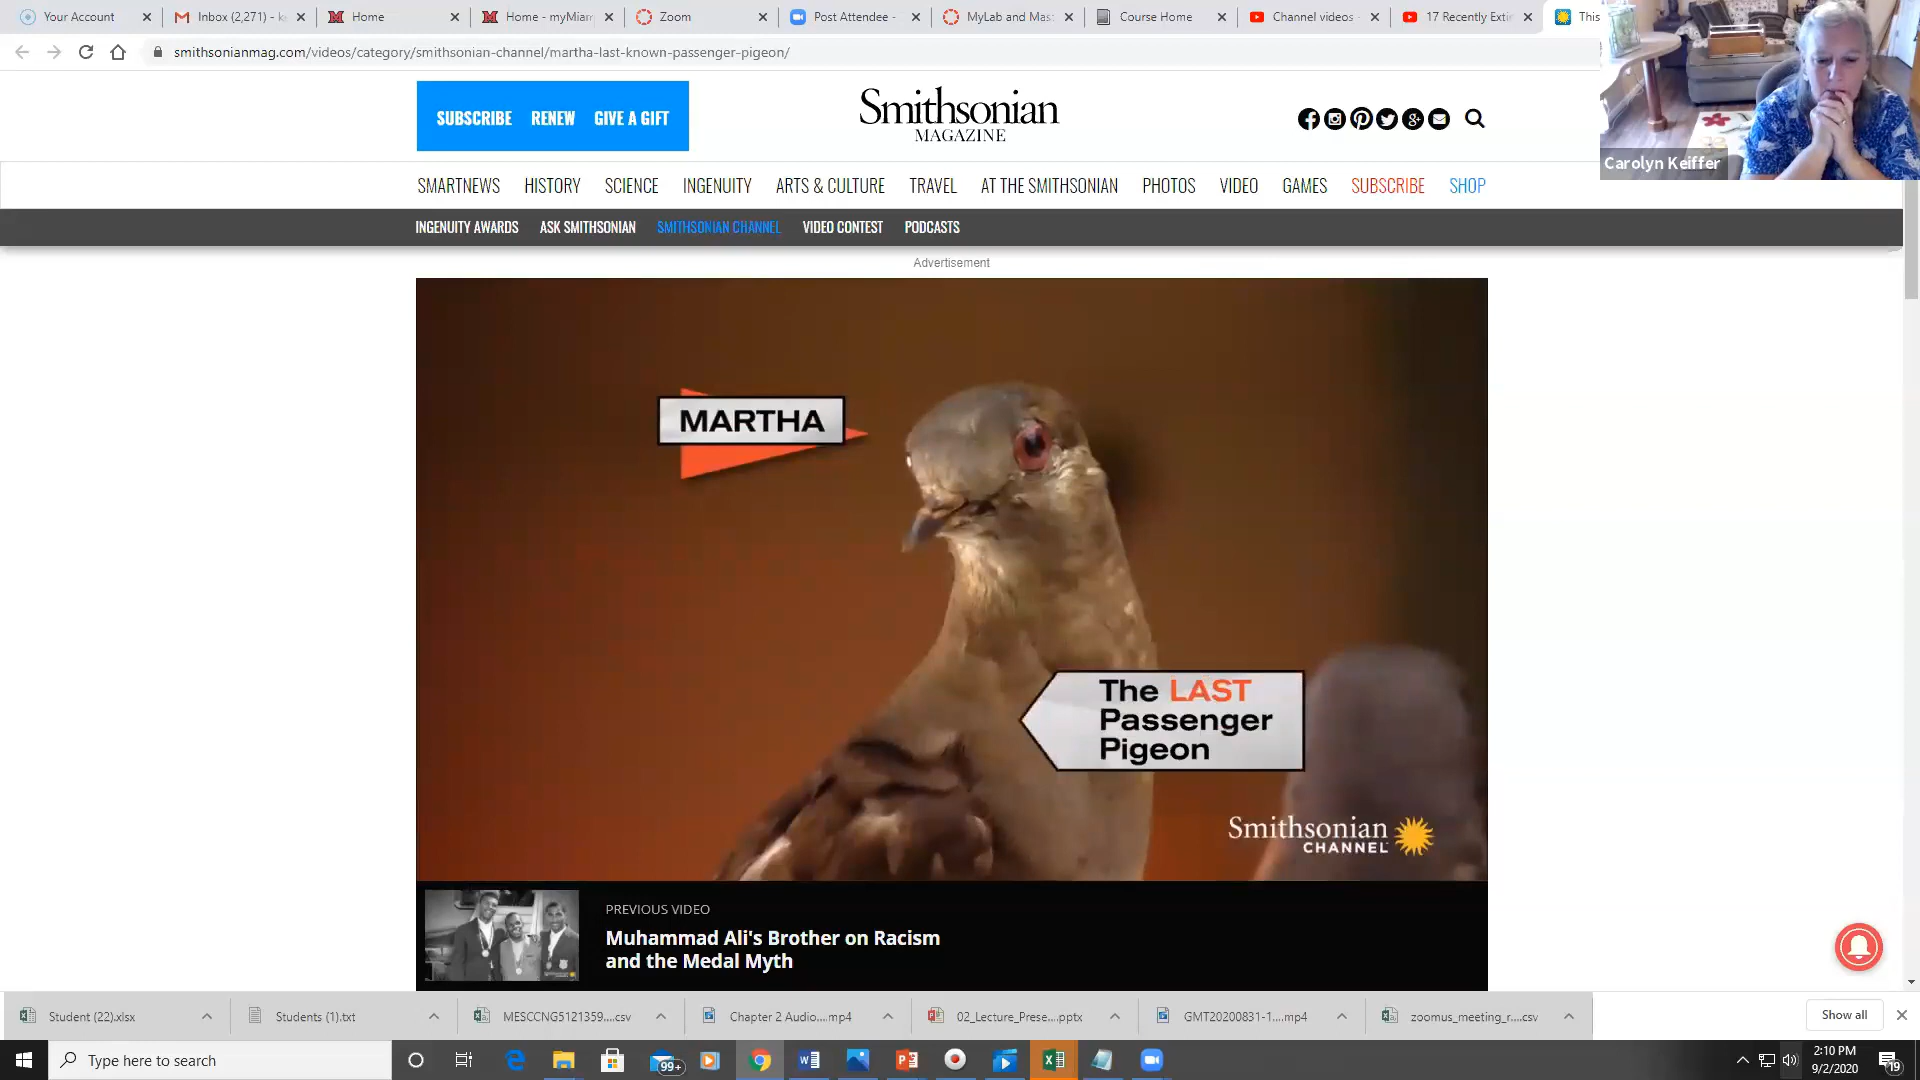 Your Account
Inbox (2,271) - k
Home
Home - myMiam
Zoom
Post Attendee -
MyLab and Mas
Course Home
Channel videos -
17 Recently Exti
This
smithsonianmag.com/videos/category/smithsonian-channel/martha-last-known-passenger-pigeon/
Carolyn Keiffer
SUBSCRIBE RENEW GIVE A GIFT
Smithsonian
MAGAZINE
SMARTNEWS HISTORY SCIENCE INGENUITY ARTS & CULTURE TRAVEL AT THE SMITHSONIAN PHOTOS VIDEO GAMES SUBSCRIBE SHOP
INGENUITY AWARDS ASK SMITHSONIAN SMITHSONIAN CHANNEL VIDEO CONTEST PODCASTS
Advertisement
MARTHA
The LAST
Passenger
Pigeon
Smithsonian
CHANNEL
PREVIOUS VIDEO
Muhammad Ali's Brother on Racism
and the Medal Myth
Student (22).xlsx
Students (1).txt
MESCCNG5121359....csv
Chapter 2 Audio....mp4
02_Lecture_Prese....pptx
GMT20200831-1....mp4
zoomus_meeting_r....csv
Show all
Type here to search
99+
2:10 PM
9/2/2020
19